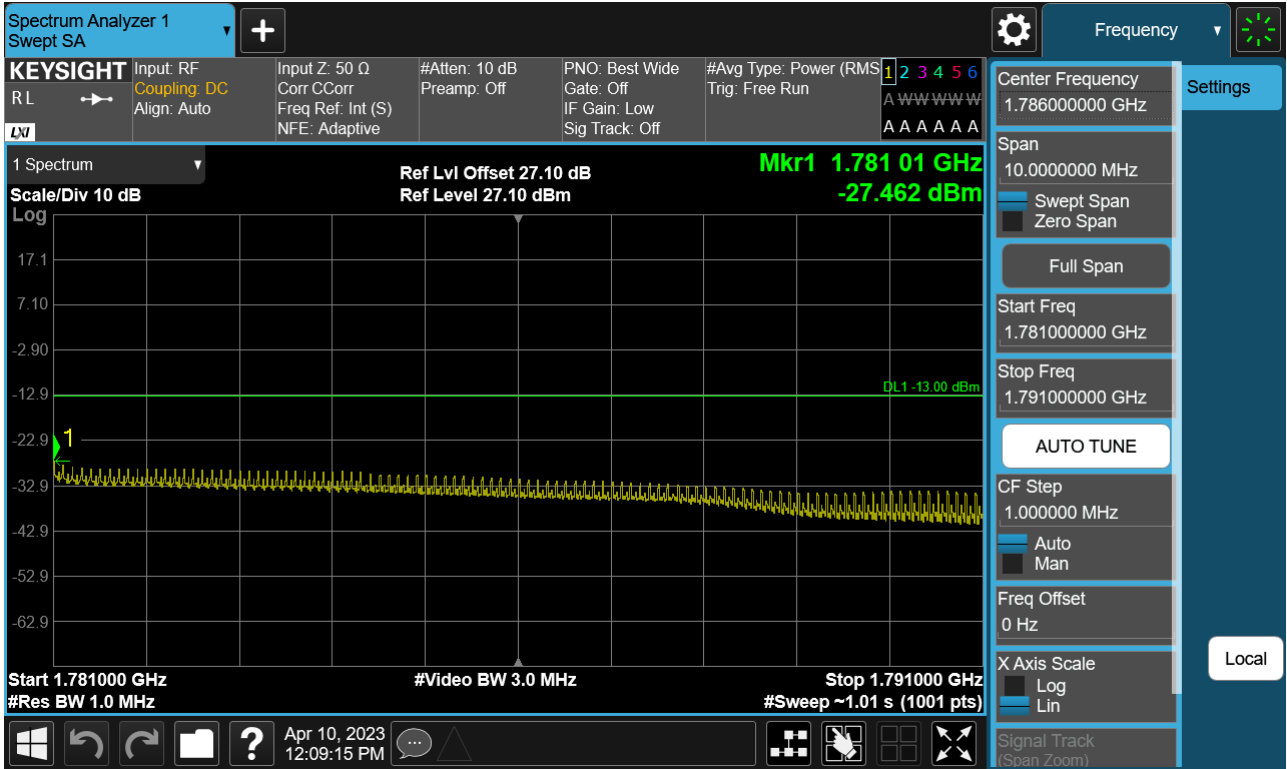 Spectrum Analyzer 1
Swept SA
Frequency
KEYSIGHT
R L
LXI
Input: RF
Coupling: DC
Align: Auto
Input Z: 50 Ω
Corr CCorr
Freq Ref: Int (S)
NFE: Adaptive
#Atten: 10 dB
Preamp: Off
PNO: Best Wide
Gate: Off
IF Gain: Low
Sig Track: Off
#Avg Type: Power (RMS
Trig: Free Run
1 2 3 4 5 6
A W W W W W
A A A A A A
1 Spectrum
Scale/Div 10 dB
Log
Ref Lvl Offset 27.10 dB
Ref Level 27.10 dBm
Mkr1 1.781 01 GHz
-27.462 dBm
17.1
7.10
-2.90
-12.9
-22.9
-32.9
-42.9
-52.9
-62.9
DL1 -13.00 dBm
1
Start 1.781000 GHz
#Res BW 1.0 MHz
#Video BW 3.0 MHz
Stop 1.791000 GHz
#Sweep ~1.01 s (1001 pts)
Center Frequency
1.786000000 GHz
Span
10.0000000 MHz
Swept Span
Zero Span
Full Span
Start Freq
1.781000000 GHz
Stop Freq
1.791000000 GHz
AUTO TUNE
CF Step
1.000000 MHz
Auto
Man
Freq Offset
0 Hz
X Axis Scale
Log
Lin
Signal Track
(Span Zoom)
Settings
Local
?
Apr 10, 2023
12:09:15 PM